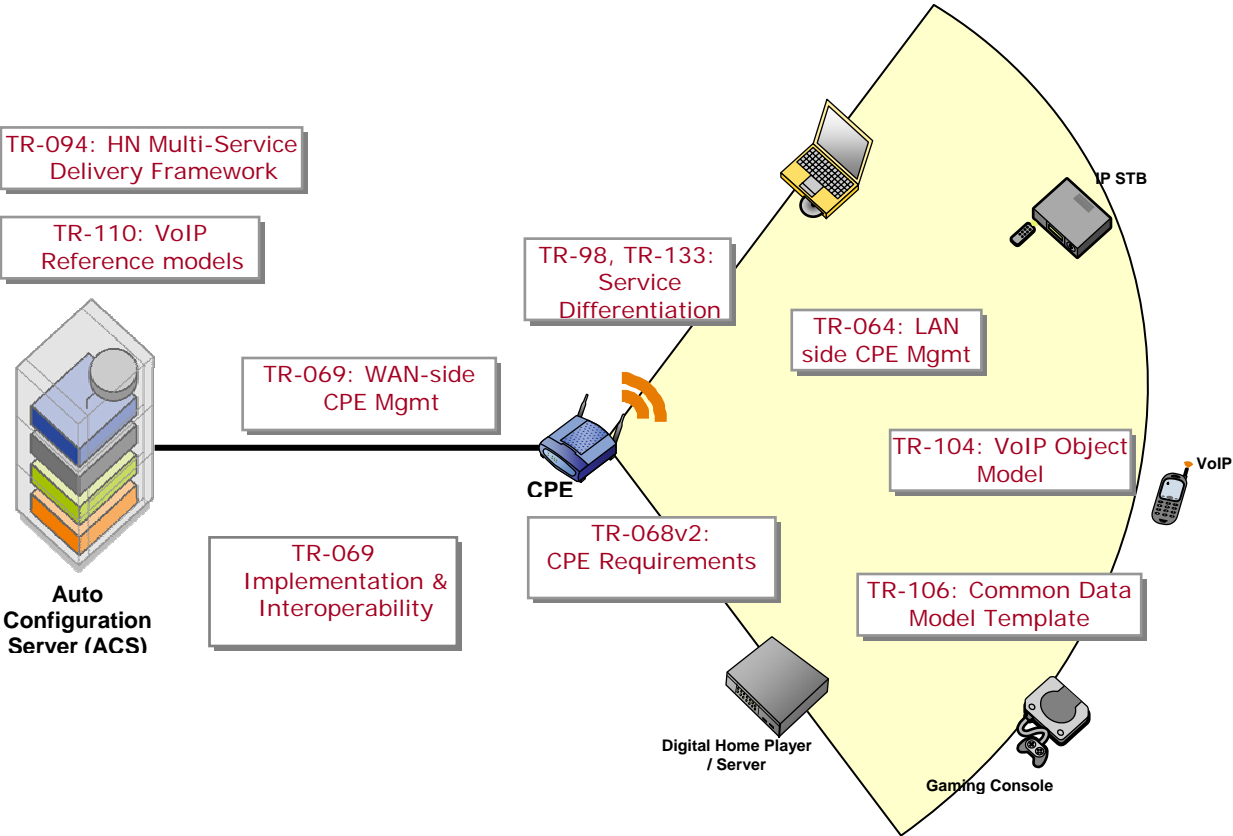 TR-094: HN Multi-Service
Delivery Framework
TR-110: VoIP
Reference models
TR-98, TR-133:
Service
Differentiation
IP STB
TR-064: LAN
side CPE Mgmt
TR-069: WAN-side
CPE Mgmt
CPE
TR-104: VoIP Object
Model
VoIP
TR-069
Implementation &
Interoperability
TR-068v2:
CPE Requirements
TR-106: Common Data
Model Template
Auto
Configuration
Server (ACS)
Digital Home Player
/ Server
Gaming Console